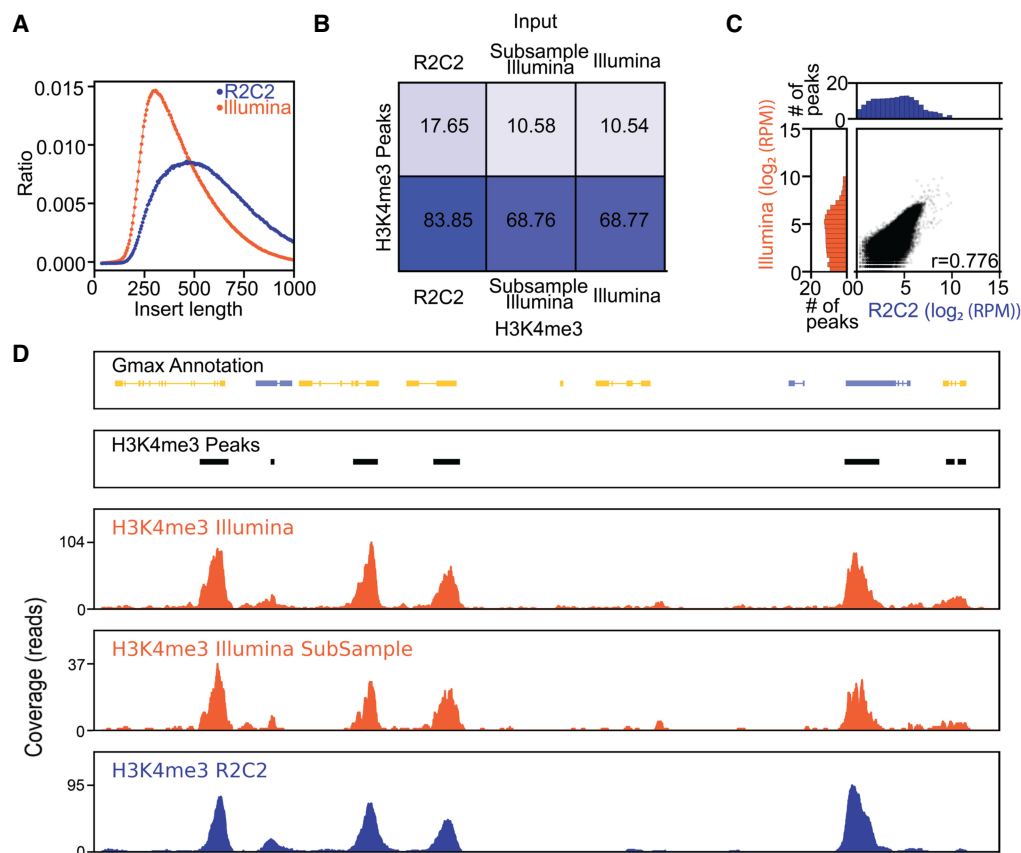 A
0.015
0.010
0.005
0.000
Ratio
R2C2
Illumina
0
250
500
750
1000
Insert length
B
Input
R2C2
Subsample
Illumina
Illumina
H3K4me3 Peaks
17.65
10.58
10.54
83.85
68.76
68.77
R2C2
Subsample
Illumina
Illumina
H3K4me3
C
20
0
# of
peaks
Illumina (log₂ (RPM))
15
10
5
0
r=0.776
20
0
0
5
10
15
# of
peaks
R2C2 (log₂ (RPM))
D
Gmax Annotation
H3K4me3 Peaks
Coverage (reads)
H3K4me3 Illumina
104
0
H3K4me3 Illumina SubSample
37
0
H3K4me3 R2C2
95
0